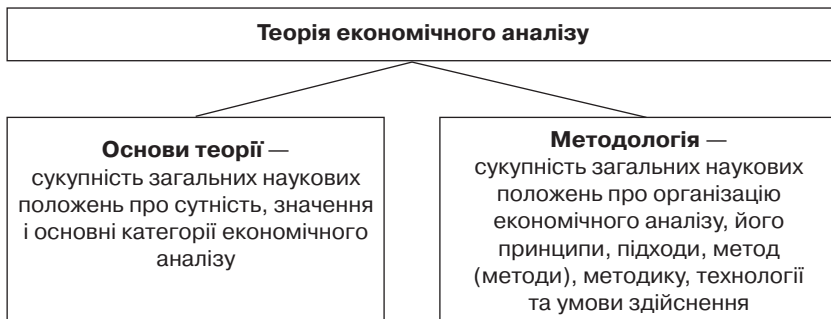 Теорія економічного аналізу
Основи теорії —
сукупність загальних наукових
положень про сутність, значення
і основні категорії економічного
аналізу
Методологія —
сукупність загальних наукових
положень про організацію
економічного аналізу, його
принципи, підходи, метод
(методи), методику, технології
та умови здійснення